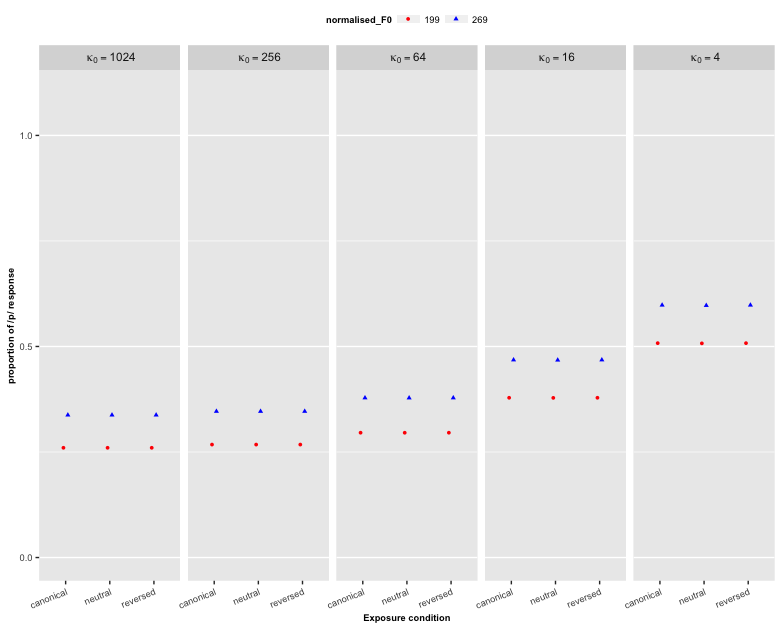 normalised_F0 199 269
κ₀ = 1024 κ₀ = 256 κ₀ = 64 κ₀ = 16 κ₀ = 4
proportion of /p/ response
1.0
0.5
0.0
canonical neutral reversed canonical neutral reversed canonical neutral reversed canonical neutral reversed canonical neutral reversed
Exposure condition